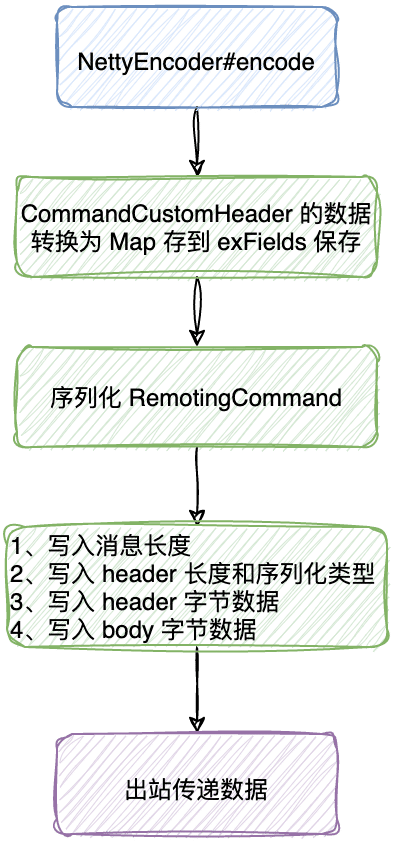 NettyEncoder#encode
CommandCustomHeader 的数据
转换为 Map 存到 exFields 保存
序列化 RemotingCommand
1、写入消息长度
2、写入 header 长度和序列化类型
3、写入 header 字节数据
4、写入 body 字节数据
出站传递数据